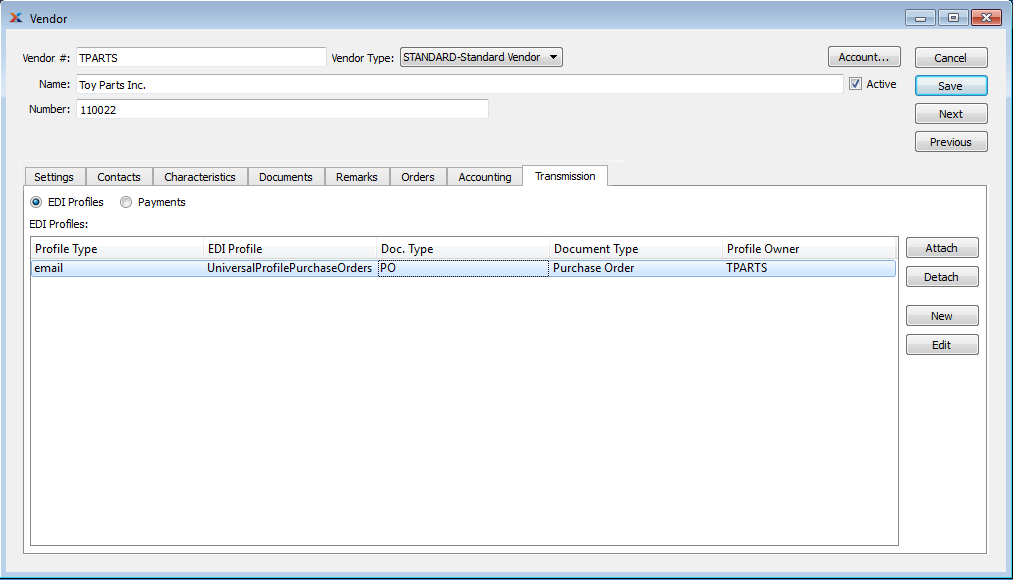 Vendor
Vendor #: TPARTS Vendor Type: STANDARD-Standard Vendor Account... Cancel
Name: Toy Parts Inc. Active Save
Number: 110022 Next
Previous
Settings Contacts Characteristics Documents Remarks Orders Accounting Transmission
EDI Profiles Payments
EDI Profiles:
Profile Type EDI Profile Doc. Type Document Type Profile Owner Attach
email UniversalProfilePurchaseOrders PO Purchase Order TPARTS
Detach
New
Edit